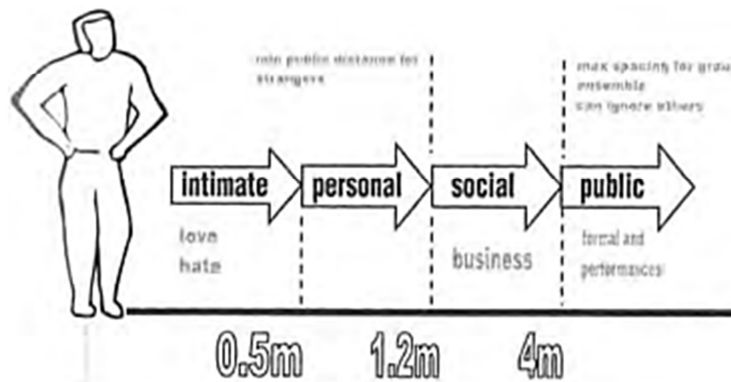 min public distance for
strangers
max spacing for grou
ensemble
can ignore others
intimate
personal
social
public
love
hate
business
formal and
performances
0.5m
1.2m
4m